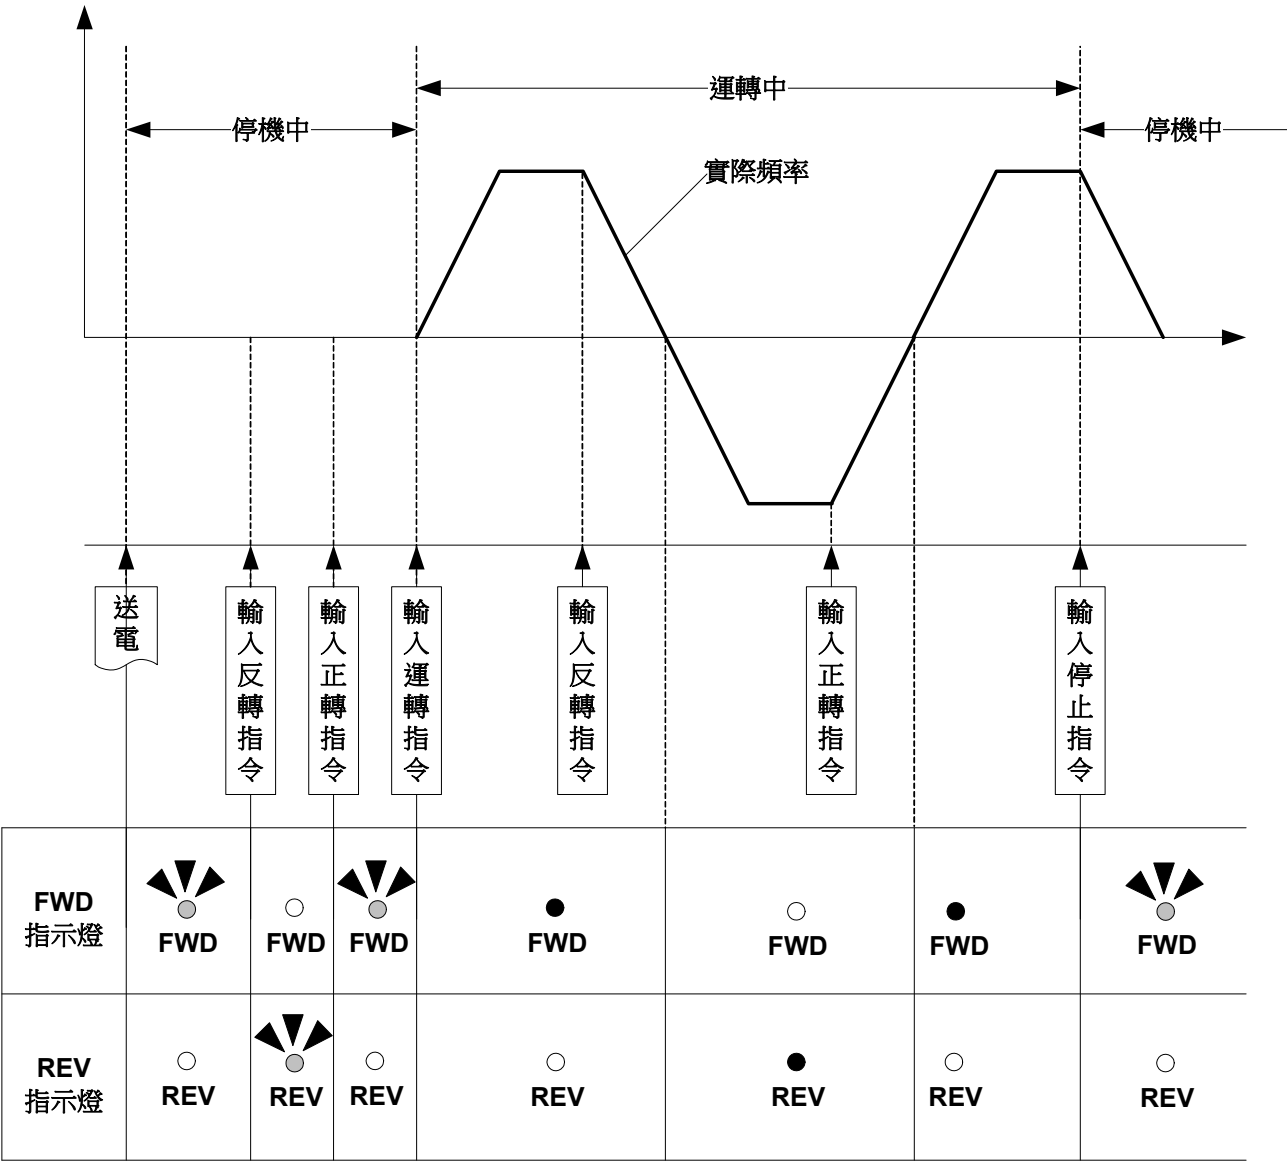 運轉中
停機中
停機中
實際頻率
送電
輸入反轉指令
輸入正轉指令
輸入運轉指令
輸入反轉指令
輸入正轉指令
輸入停止指令
FWD
指示燈
FWD
FWD
FWD
FWD
FWD
FWD
FWD
REV
指示燈
REV
REV
REV
REV
REV
REV
REV